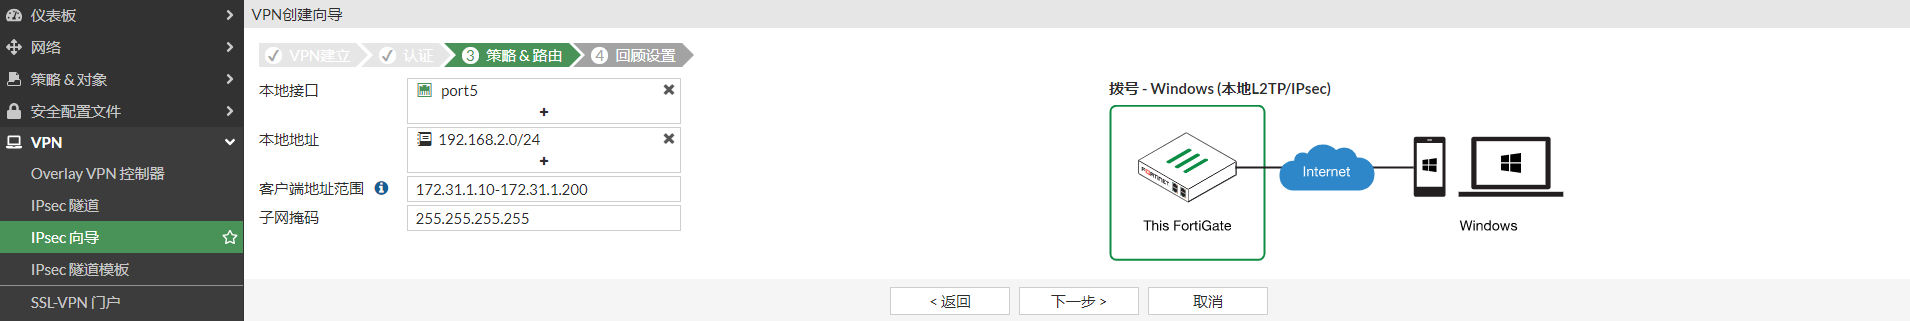 仪表板
网络
策略 & 对象
安全配置文件
VPN
Overlay VPN 控制器
IPsec 隧道
IPsec 向导
IPsec 隧道模板
SSL-VPN 门户
VPN创建向导
VPN建立 认证 3 策略 & 路由 4 回顾设置
本地接口 port5
+
本地地址 192.168.2.0/24
+
客户端地址范围 172.31.1.10-172.31.1.200
子网掩码 255.255.255.255
拨号 - Windows (本地L2TP/IPsec)
FORTINET
Internet
This FortiGate
Windows
< 返回 下一步 > 取消